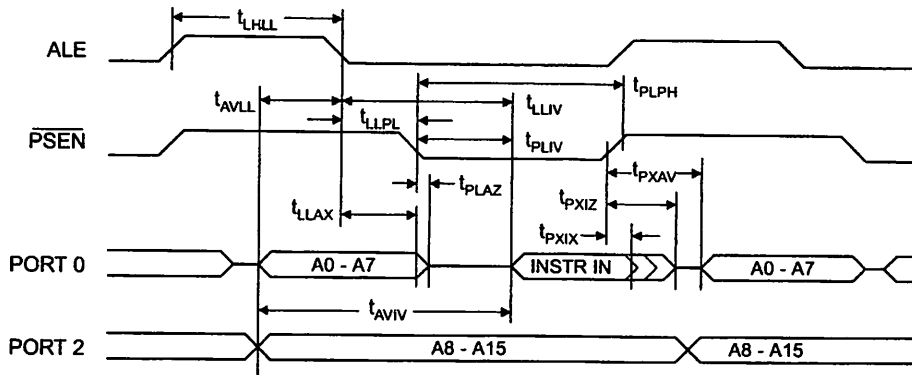 tLHLL
ALE
tAVLL
tLLIV
tPLPH
tLLPL
PSEN
tPLIV
tPXAV
tPLAZ
tPXIZ
tLLAX
tPXIX
PORT 0
A0 - A7
INSTR IN
A0 - A7
tAVIV
PORT 2
A8 - A15
A8 - A15